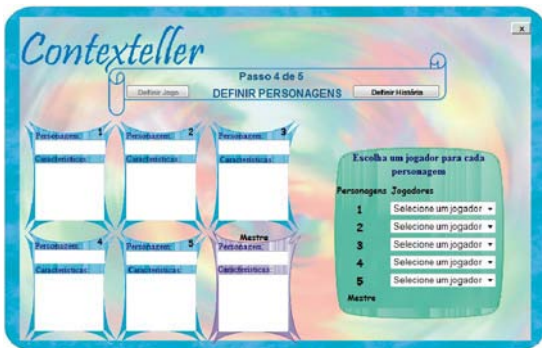 x
Contexteller
Passo 4 de 5
Definir Jogo DEFINIR PERSONAGENS Definir História
1 2 3
Personagem: Personagem: Personagem:
Características: Características: Características:
Escolha um jogador para cada
personagem
Personagens Jogadores
1 Selecione um jogador
2 Selecione um jogador
3 Selecione um jogador
4 Selecione um jogador
5 Selecione um jogador
Mestre
4 5 Mestre
Personagem: Personagem: Personagem:
Características: Características: Características: